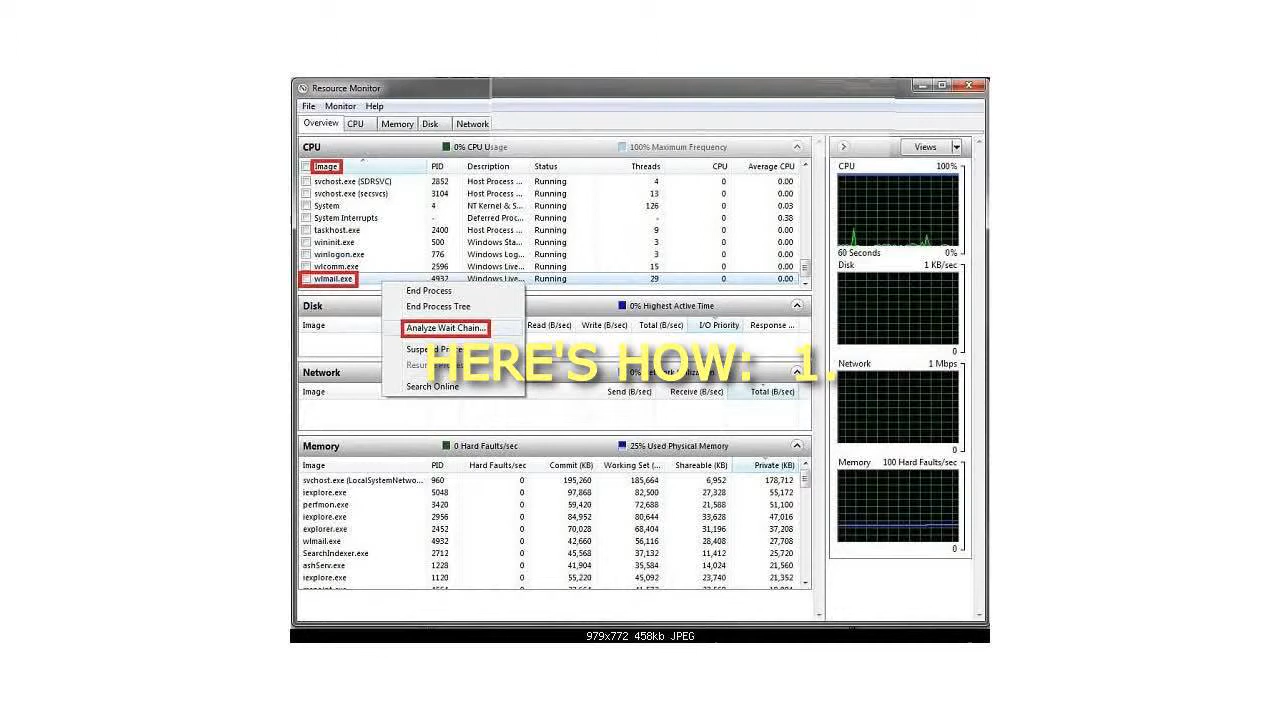 Resource Monitor
File Monitor Help
Overview CPU Memory Disk Network
CPU 0% CPU Usage 100% Maximum Frequency
Image PID Description Status Threads CPU Average CPU
svchost.exe (SDRSVC) 2852 Host Process ... Running 4 0 0.00
svchost.exe (secsvcs) 3104 Host Process ... Running 13 0 0.00
System 4 NT Kernel & S... Running 126 0 0.03
System Interrupts - Deferred Proc... Running - 0 0.38
taskhost.exe 2400 Host Process ... Running 9 0 0.00
wininit.exe 500 Windows Sta... Running 3 0 0.00
winlogon.exe 776 Windows Log... Running 3 0 0.00
wlcomm.exe 2596 Windows Live... Running 15 0 0.00
wlmail.exe 4932 Windows Live... Running 29 0 0.00
End Process
End Process Tree
Analyze Wait Chain...
Search Online
HERE'S HOW: 1.
Disk 0% Highest Active Time
Image Read (B/sec) Write (B/sec) Total (B/sec) I/O Priority Response ...
Network
Image Send (B/sec) Receive (B/sec) Total (B/sec)
Memory 0 Hard Faults/sec 25% Used Physical Memory
Image PID Hard Faults/sec Commit (KB) Working Set (... Shareable (KB) Private (KB)
svchost.exe (LocalSystemNetwo... 960 0 195,260 185,664 6,952 178,712
iexplore.exe 5048 0 97,868 82,500 27,328 55,172
perfmon.exe 3420 0 59,420 72,688 21,588 51,100
iexplore.exe 2956 0 84,952 80,644 33,628 47,016
explorer.exe 2452 0 70,028 68,404 31,196 37,208
wlmail.exe 4932 0 42,660 56,116 28,408 27,708
SearchIndexer.exe 2712 0 45,568 37,132 11,412 25,720
ashServ.exe 1228 0 41,904 35,584 14,024 21,560
iexplore.exe 1120 0 55,220 45,092 23,740 21,352
Views
CPU 100%
60 Seconds 0%
Disk 1 KB/sec
0
Network 1 Mbps
0
Memory 100 Hard Faults/sec
0
979x772 458kb JPEG